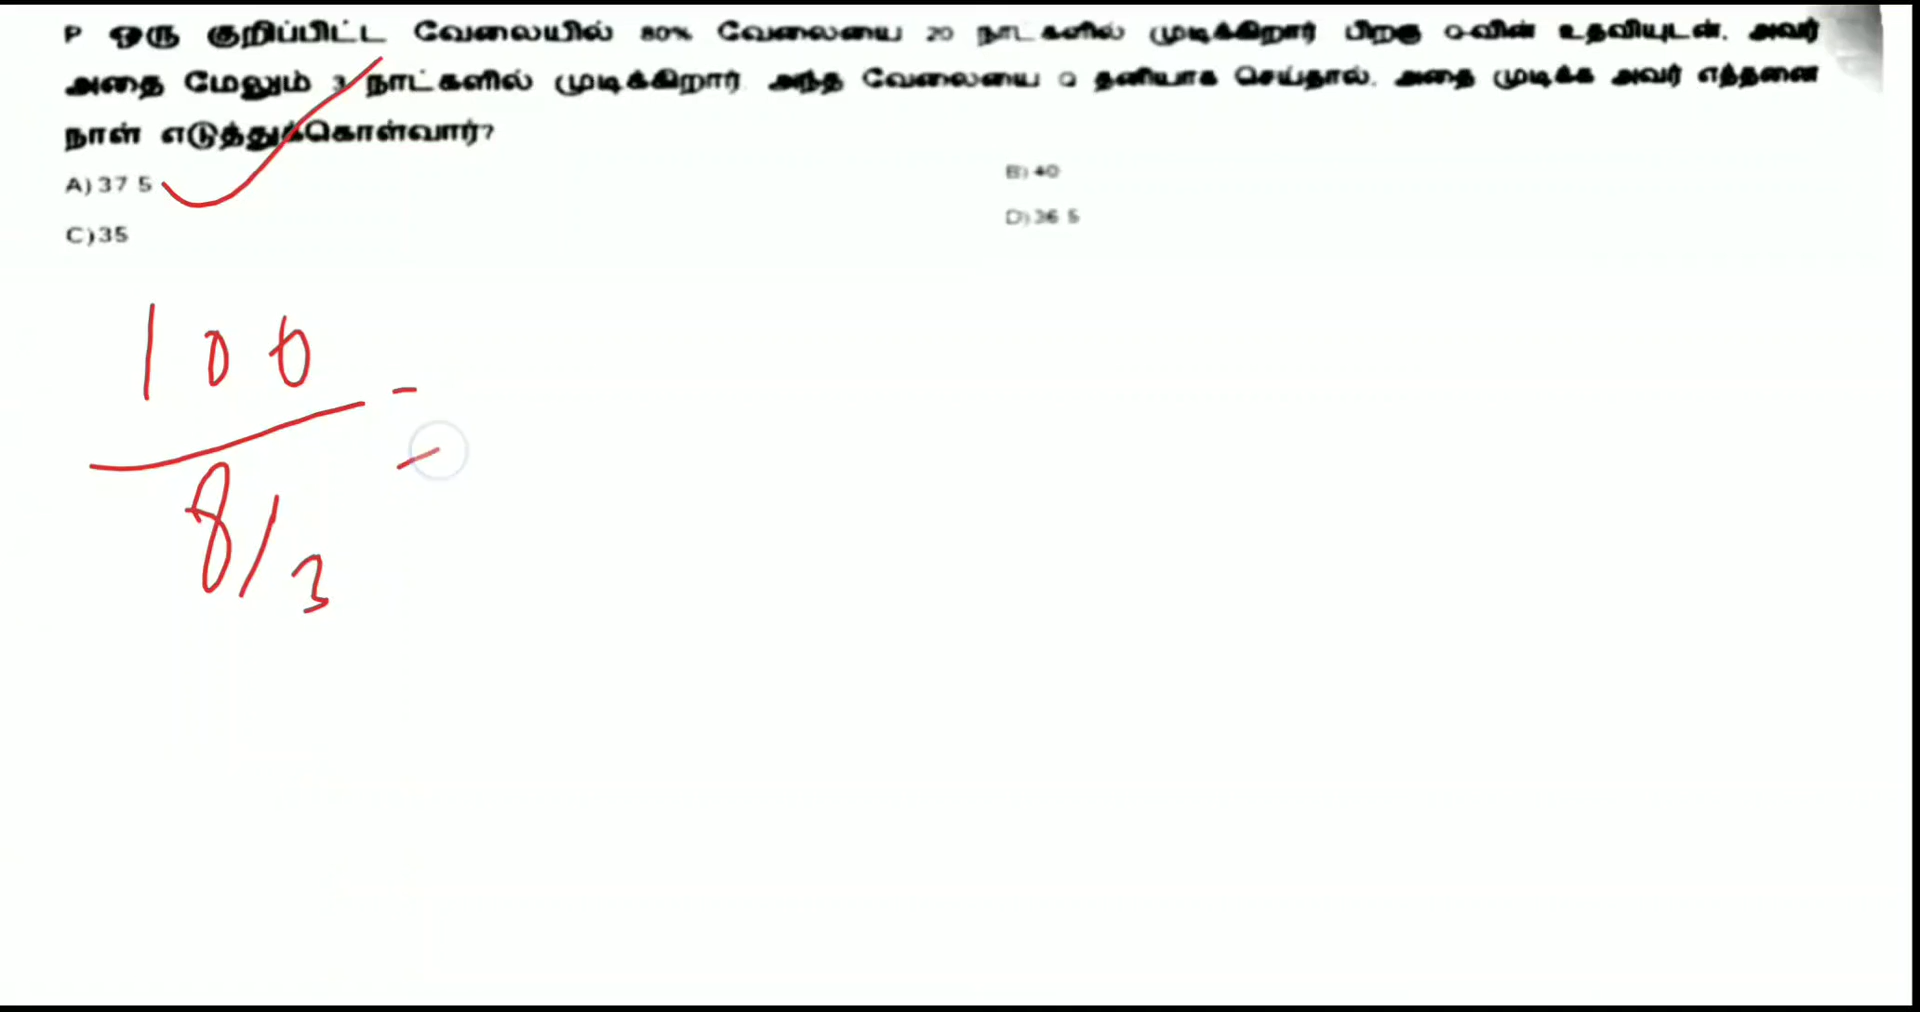 P ஒரு குறிப்பிட்ட வேலையில் 80% வேலையை 20 நாட்களில் முடிக்கிறார் பிறகு Qவின் உதவியுடன், அவர்
அதை மேலும் 3 நாட்களில் முடிக்கிறார் அந்த வேலையை Q தனியாக செய்தால், அதை முடிக்க அவர் எத்தனை
நாள் எடுத்துக்கொள்வார்?
A) 37 5
B) 40
C) 35
D) 36 5
100
8/3
=